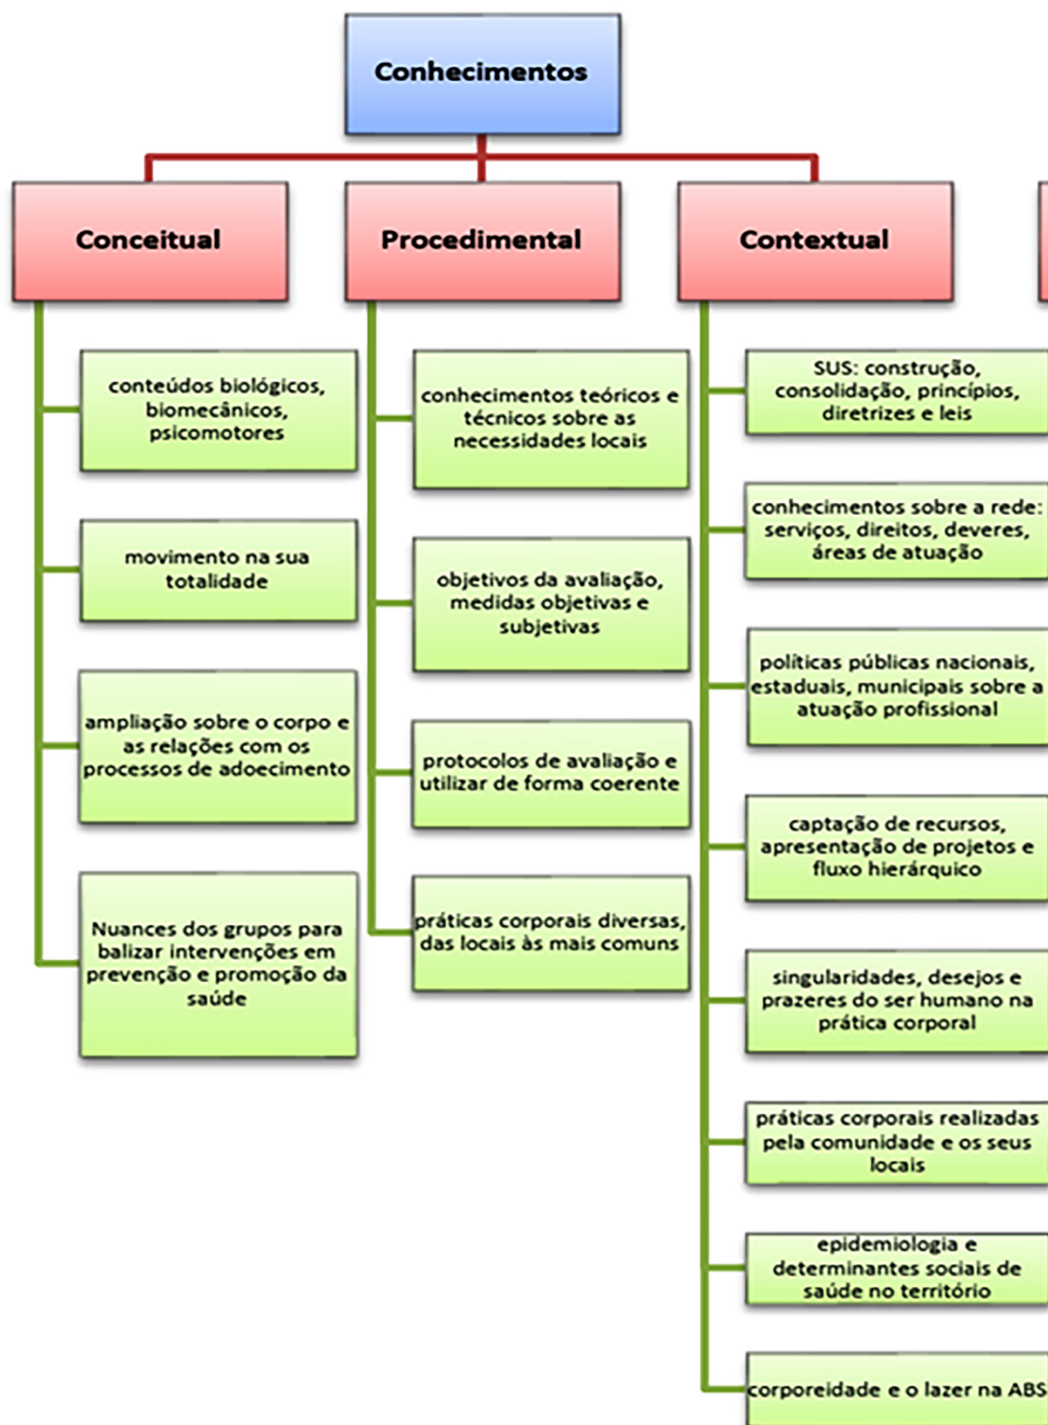 Conhecimentos
Conceitual
conteúdos biológicos,
biomecânicos,
psicomotores
movimento na sua
totalidade
ampliação sobre o corpo e
as relações com os
processos de adoecimento
Nuances dos grupos para
balizar intervenções em
prevenção e promoção da
saúde
Procedimental
conhecimentos teóricos e
técnicos sobre as
necessidades locais
objetivos da avaliação,
medidas objetivas e
subjetivas
protocolos de avaliação e
utilizar de forma coerente
práticas corporais diversas,
das locais às mais comuns
Contextual
SUS: construção,
consolidação, princípios,
diretrizes e leis
conhecimentos sobre a rede:
serviços, direitos, deveres,
áreas de atuação
políticas públicas nacionais,
estaduais, municipais sobre a
atuação profissional
captação de recursos,
apresentação de projetos e
fluxo hierárquico
singularidades, desejos e
prazeres do ser humano na
prática corporal
práticas corporais realizadas
pela comunidade e os seus
locais
epidemiologia e
determinantes sociais de
saúde no território
corporeidade e o lazer na ABS